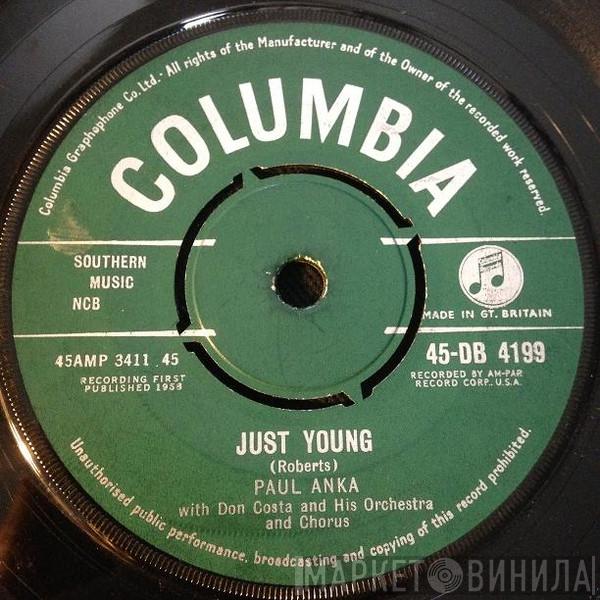 Columbia Graphophone Co. Ltd. - All rights of the Manufacturer and of the Owner of the recorded work reserved.
COLUMBIA
SOUTHERN
MUSIC
NCB
MADE IN GT. BRITAIN
45AMP 3411 45
RECORDING FIRST
PUBLISHED 1958
45-DB 4199
RECORDED BY AM-PAR
RECORD CORP., U.S.A.
JUST YOUNG
(Roberts)
PAUL ANKA
with Don Costa and His Orchestra
and Chorus
Unauthorised public performance, broadcasting and copying of this record prohibited.
МАРКЕТ ВИНИЛА